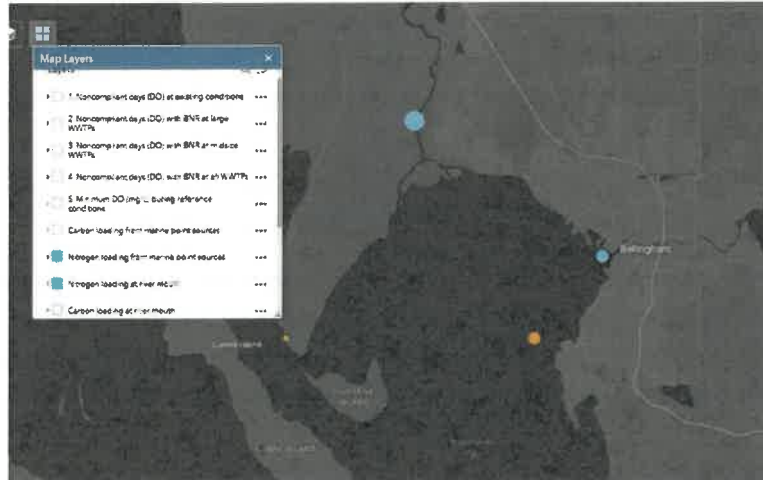 Map Layers
Layers
1. Noncompliant days (DO) at existing conditions
2. Noncompliant days (DO) with BNR at large
WWTPs
3. Noncompliant days (DO) with BNR at midsize
WWTPs
4. Noncompliant days (DO) with BNR at all WWTPs
5. Minimum DO (mg/L) during reference
conditions
Carbon loading from marine point sources
Nitrogen loading from marine point sources
Nitrogen loading at river mouth
Carbon loading at river mouth
Bellingham